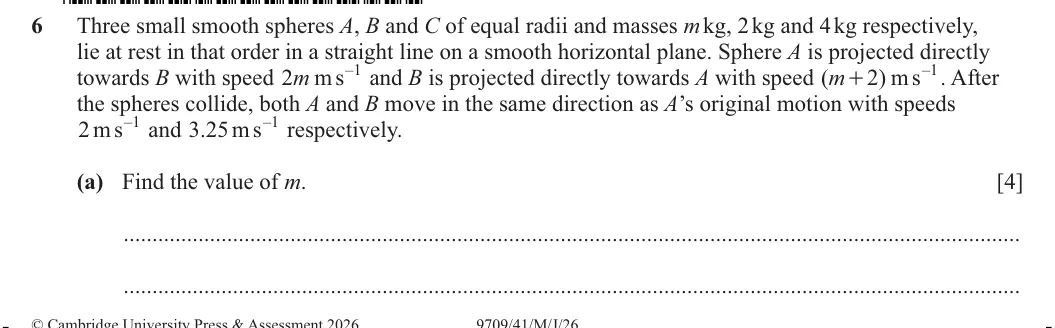 6 Three small smooth spheres A, B and C of equal radii and masses m kg, 2 kg and 4 kg respectively,
lie at rest in that order in a straight line on a smooth horizontal plane. Sphere A is projected directly
towards B with speed 2m m s⁻¹ and B is projected directly towards A with speed (m+2) m s⁻¹. After
the spheres collide, both A and B move in the same direction as A's original motion with speeds
2 m s⁻¹ and 3.25 m s⁻¹ respectively.
(a) Find the value of m. [4]
© Cambridge University Press & Assessment 2026 9709/41/M/J/26